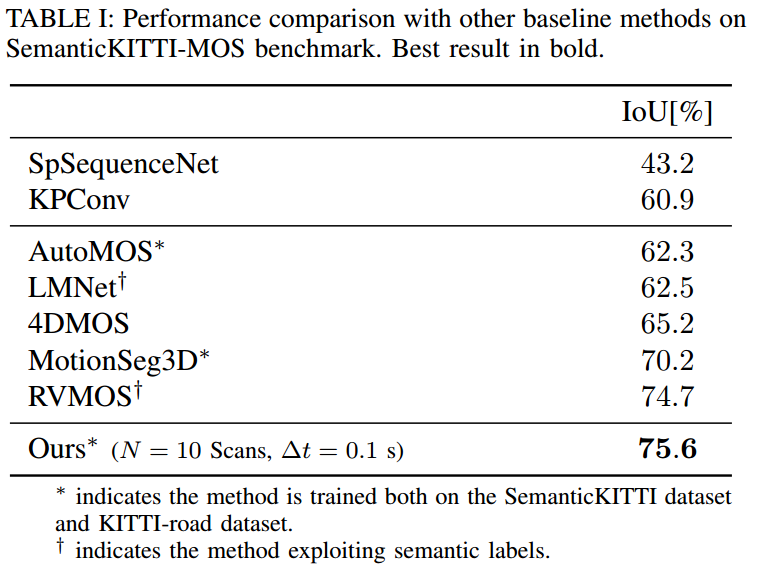 TABLE I: Performance comparison with other baseline methods on
SemanticKITTI-MOS benchmark. Best result in bold.
IoU[%]
SpSequenceNet 43.2
KPConv 60.9
AutoMOS* 62.3
LMNet† 62.5
4DMOS 65.2
MotionSeg3D* 70.2
RVMOS† 74.7
Ours* (N = 10 Scans, Δt = 0.1 s) 75.6
* indicates the method is trained both on the SemanticKITTI dataset
and KITTI-road dataset.
† indicates the method exploiting semantic labels.